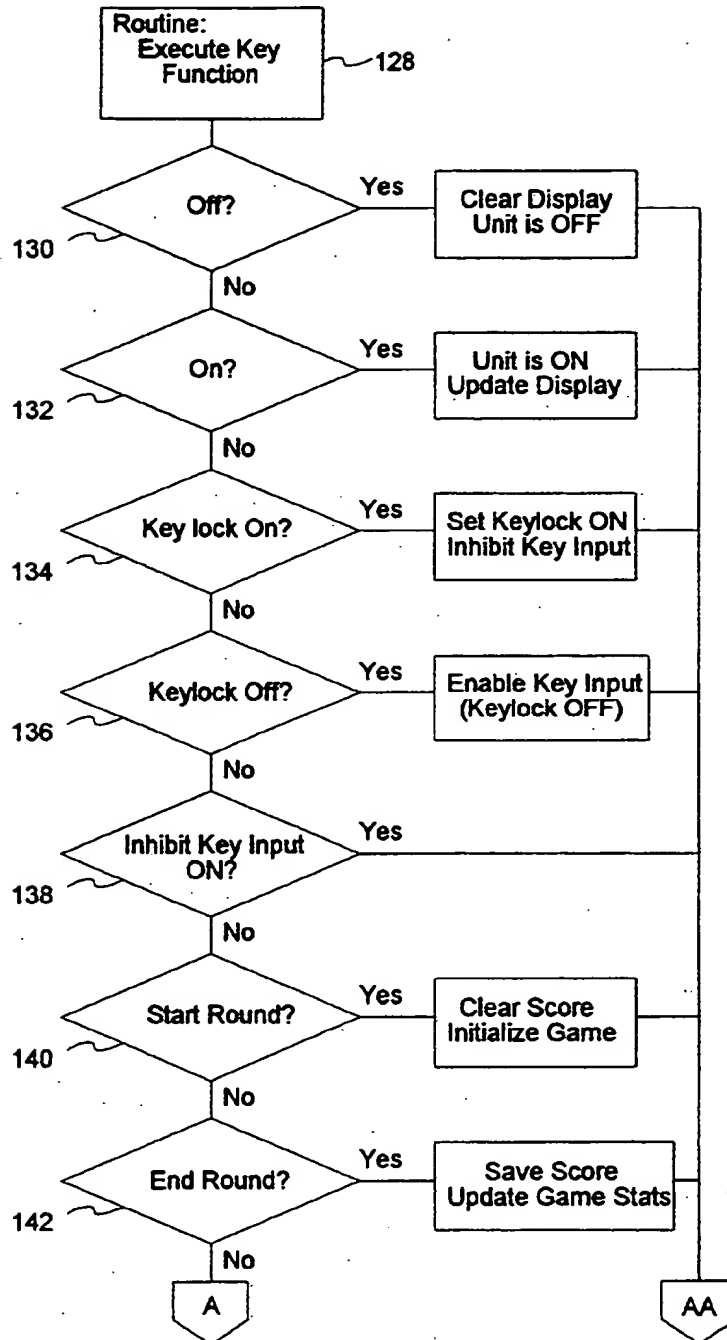 Routine:
Execute Key
Function
128
Off?
130
Yes
Clear Display
Unit is OFF
No
On?
132
Yes
Unit is ON
Update Display
No
Key lock On?
134
Yes
Set Keylock ON
Inhibit Key Input
No
Keylock Off?
136
Yes
Enable Key Input
(Keylock OFF)
No
Inhibit Key Input
ON?
138
Yes
No
Start Round?
140
Yes
Clear Score
Initialize Game
No
End Round?
142
Yes
Save Score
Update Game Stats
No
A
AA